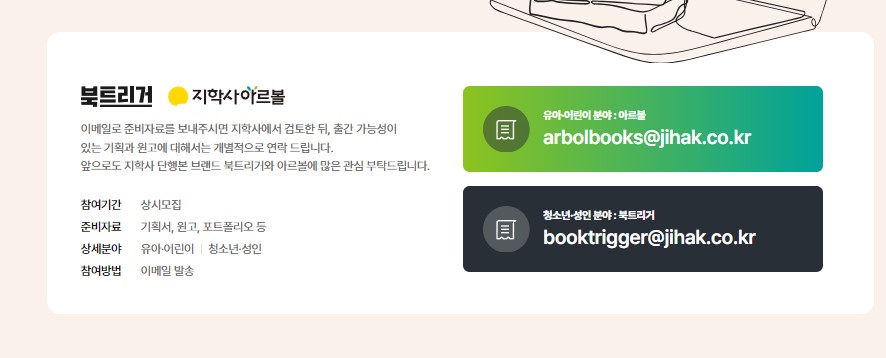 북트리거 지학사아르볼
이메일로 준비자료를 보내주시면 지학사에서 검토한 뒤, 출간 가능성이
있는 기획과 원고에 대해서는 개별적으로 연락 드립니다.
앞으로도 지학사 단행본 브랜드 북트리거와 아르볼에 많은 관심 부탁드립니다.
참여기간 상시모집
준비자료 기획서, 원고, 포트폴리오 등
상세분야 유아·어린이 | 청소년·성인
참여방법 이메일 발송
유아·어린이 분야 : 아르볼
arbolbooks@jihak.co.kr
청소년·성인 분야 : 북트리거
booktrigger@jihak.co.kr